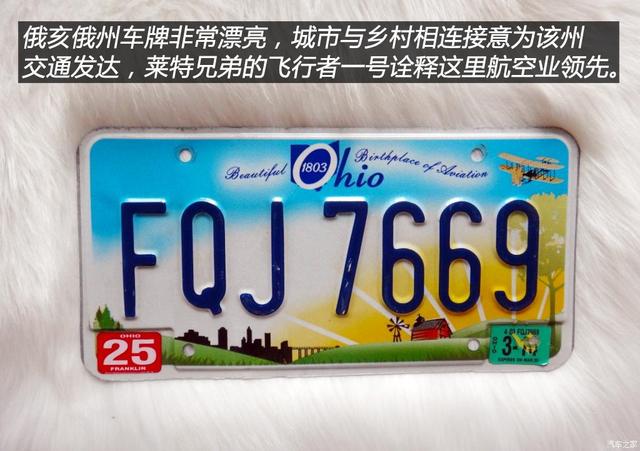 俄亥俄州车牌非常漂亮，城市与乡村相连接意为该州
交通发达，莱特兄弟的飞行者一号诠释这里航空业领先。
Beautiful 1803 Ohio Birthplace of Aviation
FQJ 7669
OHIO
25
FRANKLIN
OHIO
汽车之家